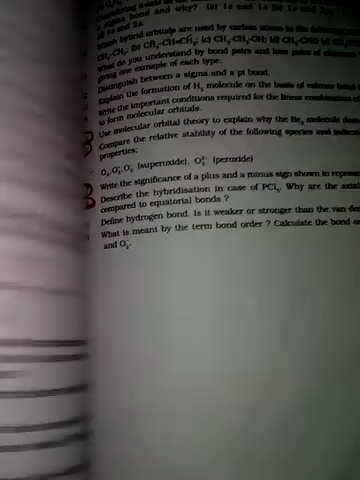 a sigma bond and why? (a) 1s and 1s (b) 1s and 2p
Which hybrid orbitals are used by carbon atoms in the following
CH₃-CH₃; (b) CH₃-CH=CH₂; (c) CH₃-CH₂-OH; (d) CH₃-CHO (e) CH₃
What do you understand by bond pairs and lone pairs of
giving one example of each type.
Distinguish between a sigma and a pi bond.
Explain the formation of H₂ molecule on the basis of valence bond
Write the important conditions required for the linear combination of
to form molecular orbitals.
Use molecular orbital theory to explain why the Be₂ molecule does
Compare the relative stability of the following species and
properties;
(superoxide), (peroxide)
Write the significance of a plus and a minus sign shown in
Describe the hybridisation in case of PCl₅. Why are the axial
compared to equatorial bonds ?
Define hydrogen bond. Is it weaker or stronger than the van der
What is meant by the term bond order ? Calculate the bond
and O₂